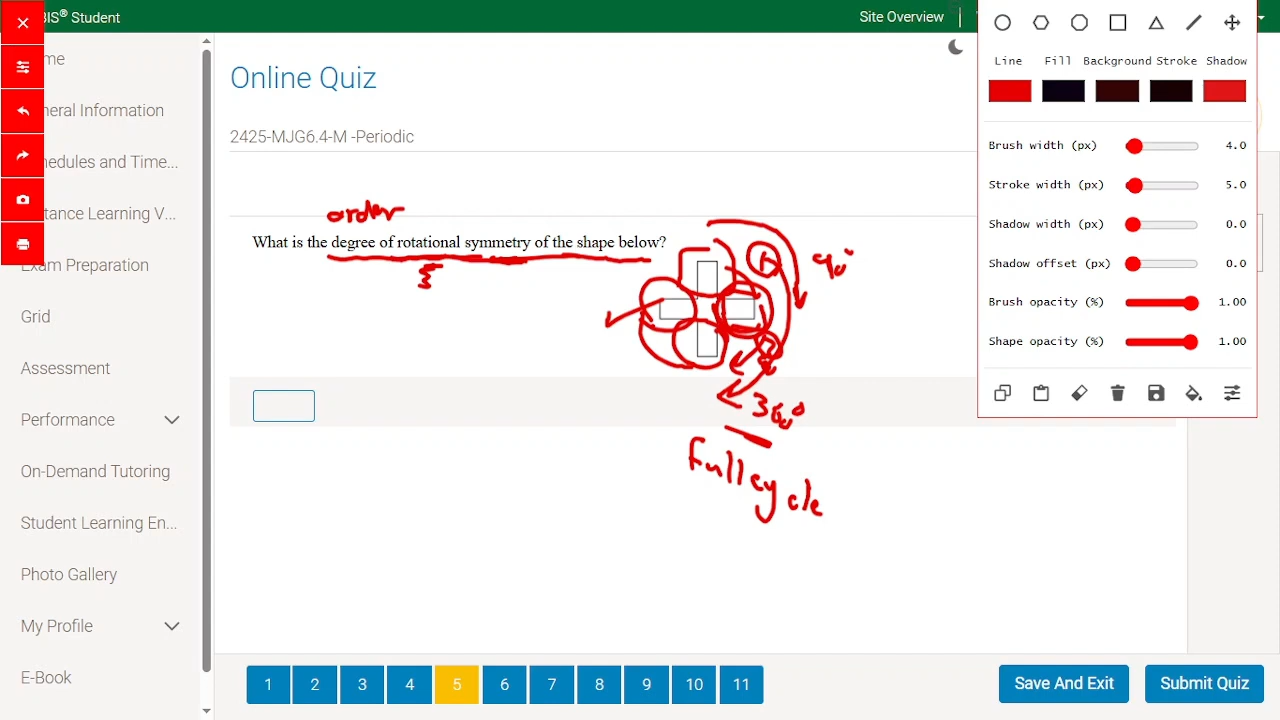 BIS® Student
Site Overview
me
neral Information
hedules and Time...
tance Learning V...
Exam Preparation
Grid
Assessment
Performance
On-Demand Tutoring
Student Learning En...
Photo Gallery
My Profile
E-Book
Online Quiz
2425-MJG6.4-M -Periodic
order
What is the degree of rotational symmetry of the shape below?
90°
360°
Full cycle
1 2 3 4 5 6 7 8 9 10 11
Save And Exit
Submit Quiz
Line Fill Background Stroke Shadow
Brush width (px) 4.0
Stroke width (px) 5.0
Shadow width (px) 0.0
Shadow offset (px) 0.0
Brush opacity (%) 1.00
Shape opacity (%) 1.00